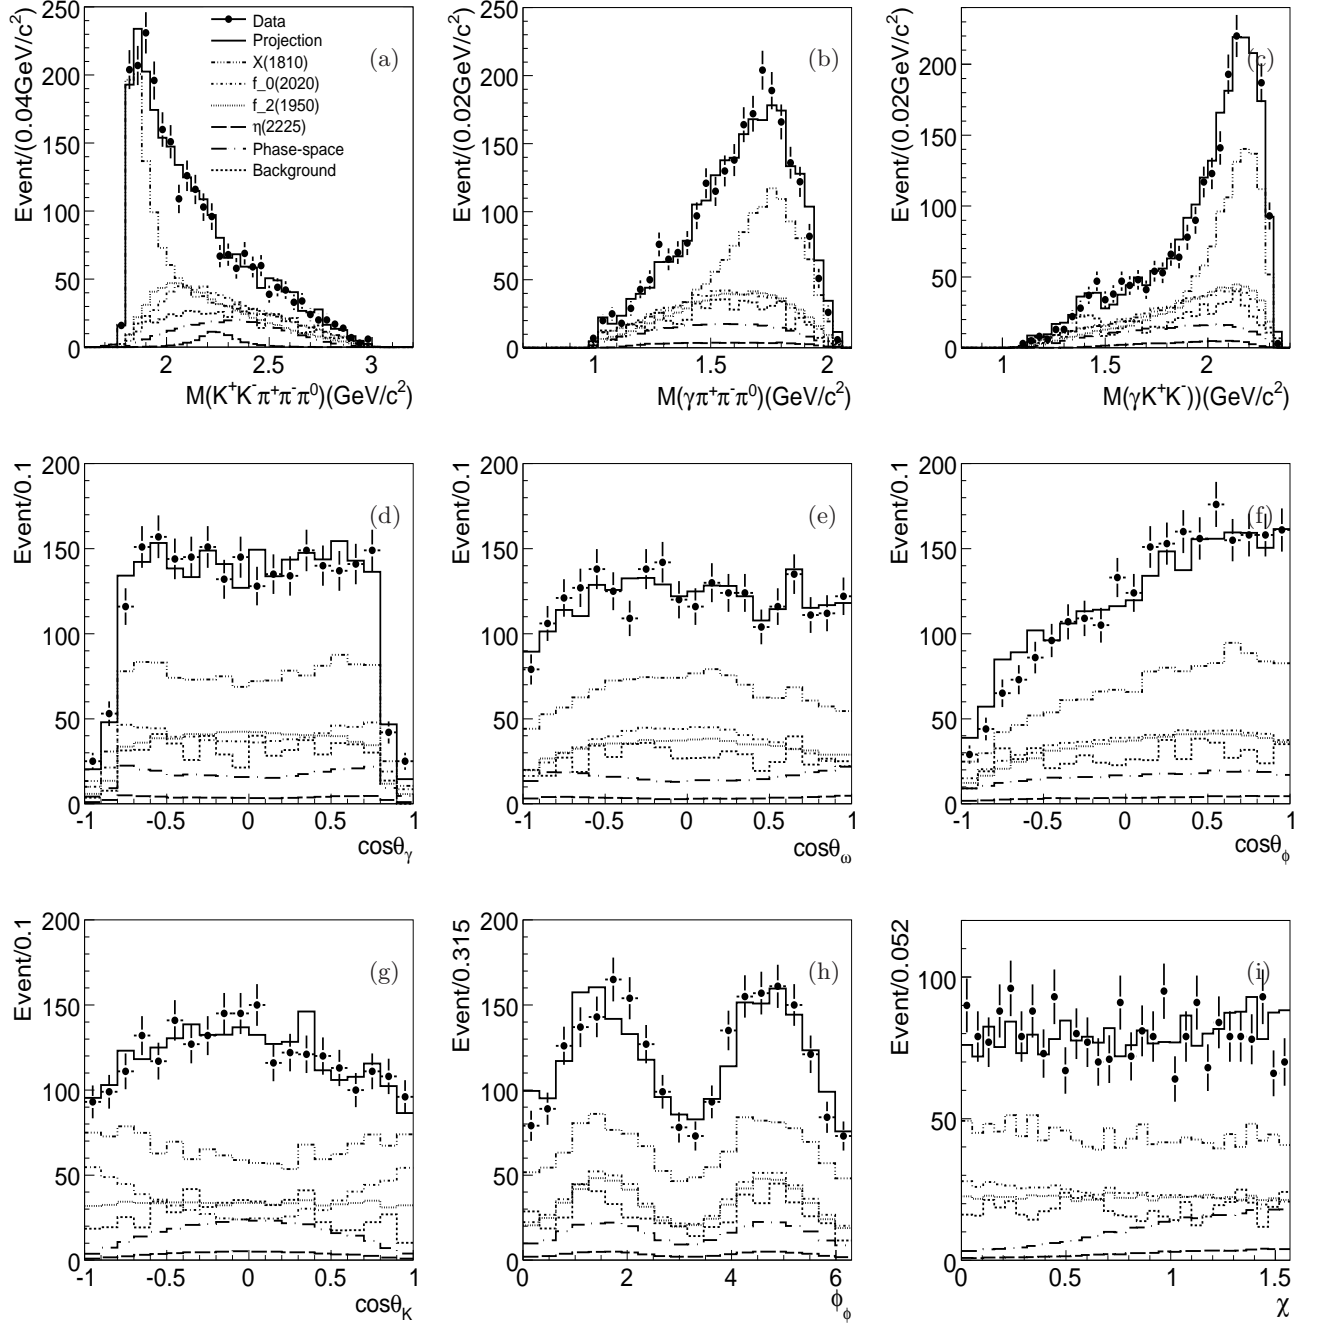 Event/(0.04GeV/c²)
250
200
150
100
50
0
Data
Projection
X(1810)
f_0(2020)
f_2(1950)
η(2225)
Phase-space
Background
(a)
2 2.5 3
M(K⁺K⁻π⁺π⁻π⁰)(GeV/c²)
Event/(0.02GeV/c²)
250
200
150
100
50
0
(b)
1 1.5 2
M(γπ⁺π⁻π⁰)(GeV/c²)
Event/(0.02GeV/c²)
200
150
100
50
0
(c)
1 1.5 2
M(γK⁺K⁻))(GeV/c²)
Event/0.1
200
150
100
50
0
(d)
-1 -0.5 0 0.5 1
cosθ_γ
Event/0.1
200
150
100
50
0
(e)
-1 -0.5 0 0.5 1
cosθ_ω
Event/0.1
200
150
100
50
0
(f)
-1 -0.5 0 0.5 1
cosθ_ϕ
Event/0.1
200
150
100
50
0
(g)
-1 -0.5 0 0.5 1
cosθ_K
Event/0.315
200
150
100
50
0
(h)
0 2 4 6
ϕ_ϕ
Event/0.052
100
50
0
(i)
0 0.5 1 1.5
χ